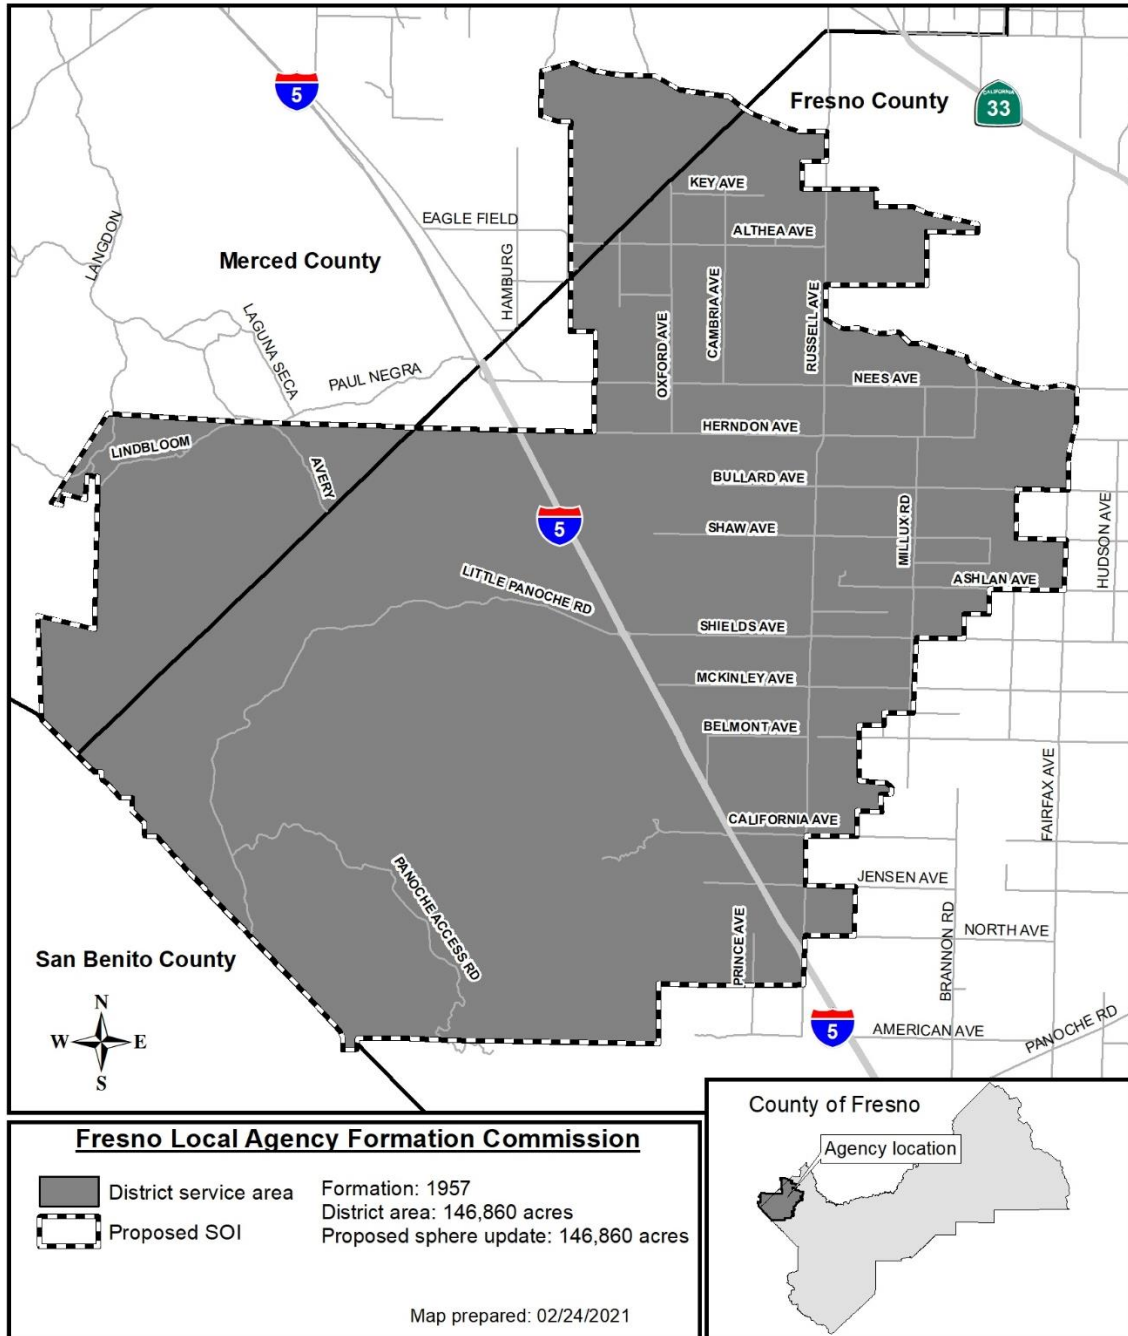 5
Fresno County
CALIFORNIA
33
KEY AVE
EAGLE FIELD
ALTHEA AVE
LANGDON
Merced County
HAMBURG
CAMBRIA AVE
RUSSELL AVE
OXFORD AVE
LAGUNA SECA
PAUL NEGRA
NEES AVE
LINDBLOOM
HERNDON AVE
AVERY
BULLARD AVE
5
SHAW AVE
MILLUX RD
HUDSON AVE
LITTLE PANOCHE RD
ASHLAN AVE
SHIELDS AVE
MCKINLEY AVE
BELMONT AVE
FAIRFAX AVE
CALIFORNIA AVE
PANOCHE ACCESS RD
JENSEN AVE
PRINCE AVE
BRANNON RD
NORTH AVE
San Benito County
N
W
E
S
5
AMERICAN AVE
PANOCHE RD
Fresno Local Agency Formation Commission
District service area
Proposed SOI
Formation: 1957
District area: 146,860 acres
Proposed sphere update: 146,860 acres
Map prepared: 02/24/2021
County of Fresno
Agency location